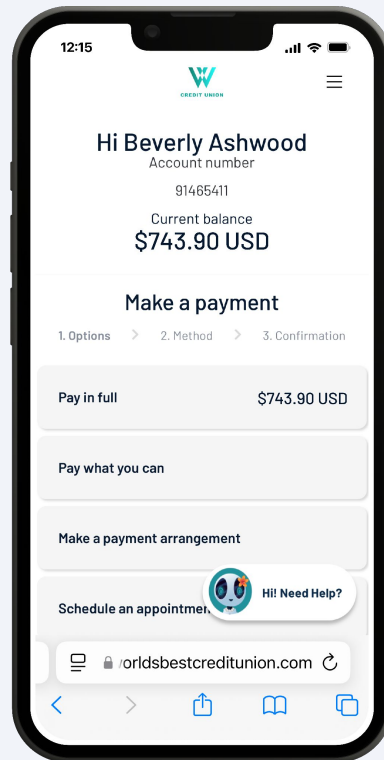 12:15
W
CREDIT UNION
Hi Beverly Ashwood
Account number
91465411
Current balance
$743.90 USD
Make a payment
1. Options > 2. Method > 3. Confirmation
Pay in full $743.90 USD
Pay what you can
Make a payment arrangement
Schedule an appointmen
Hi! Need Help?
orldsbestcreditunion.com